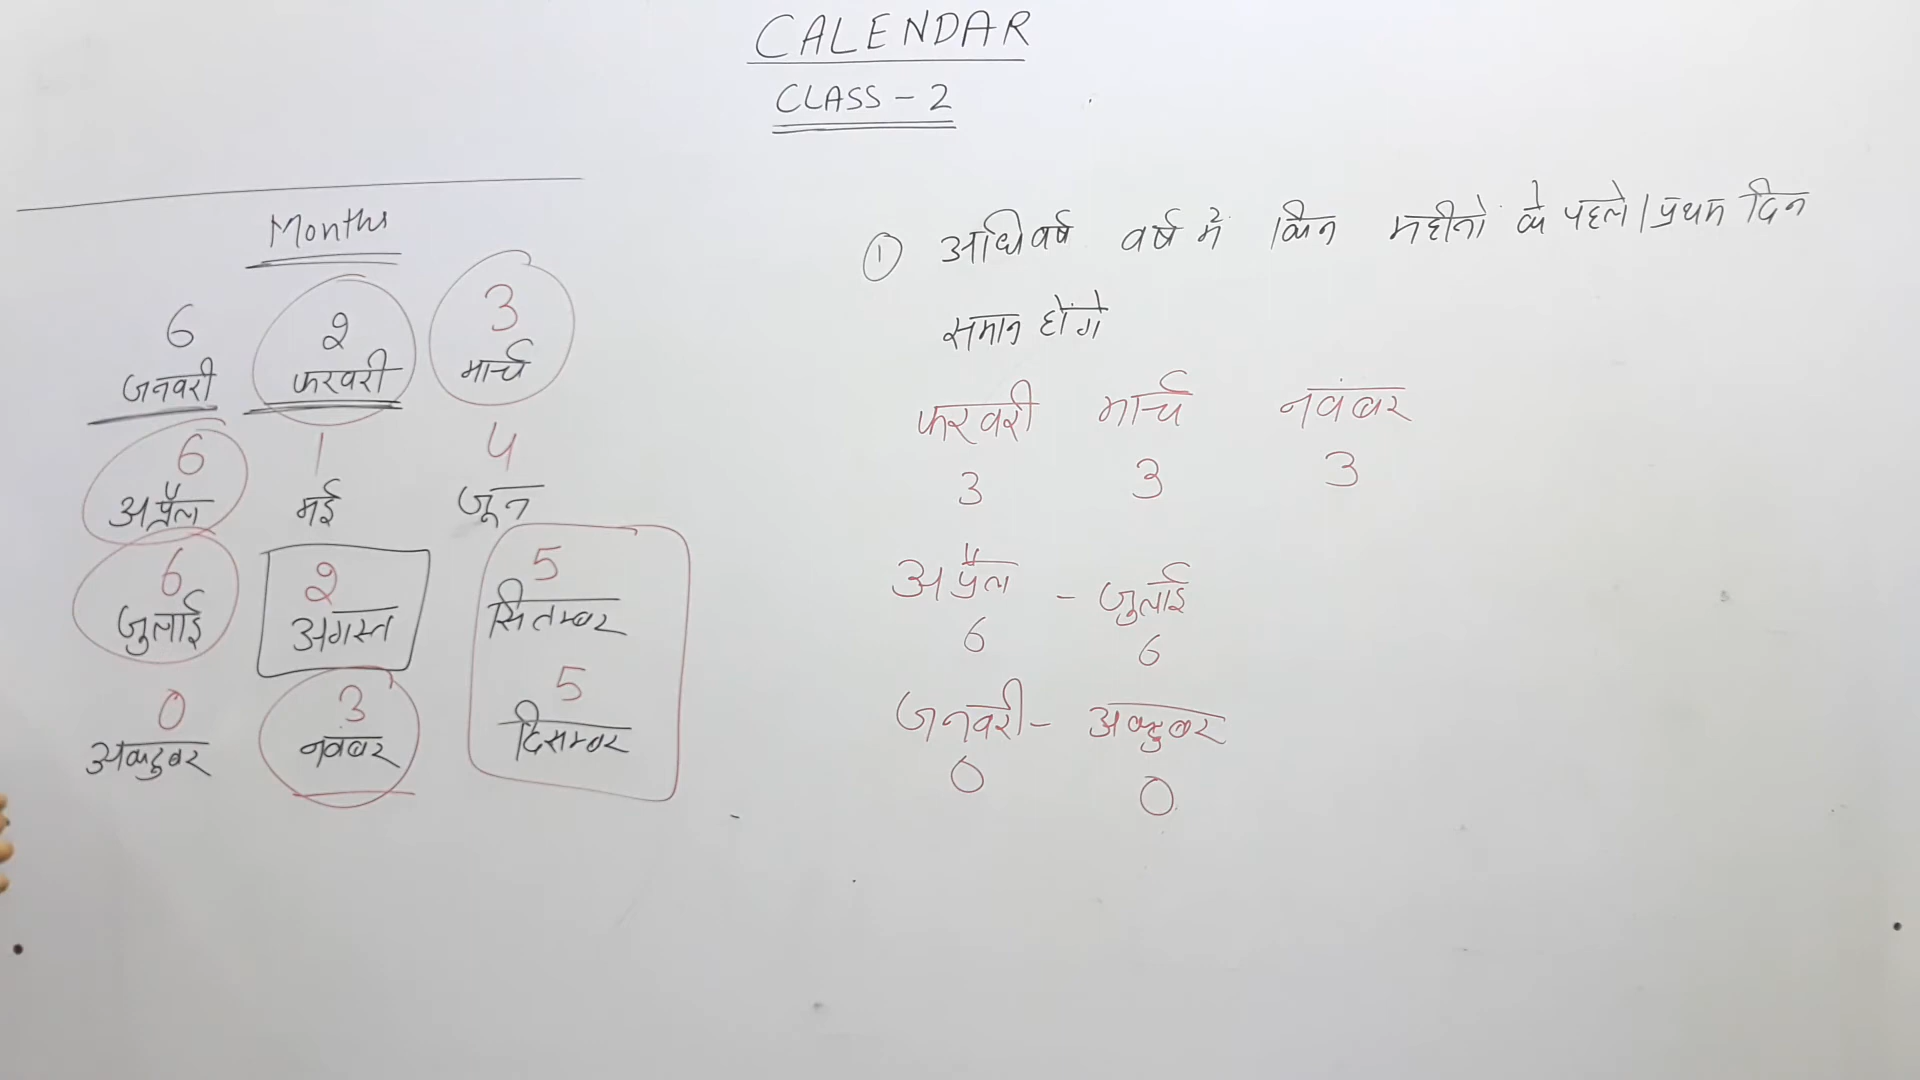 CALENDAR
CLASS - 2
Months
6 2 3
जनवरी फरवरी मार्च
6 1 4
अप्रैल मई जून
6 2 5
जुलाई अगस्त सितम्बर
0 3 5
अक्टुबर नवंबर दिसम्बर
① अधिवर्ष वर्ष में किन महीनो के पहले/प्रथम दिन
समान होंगे
फरवरी मार्च नवंबर
3 3 3
अप्रैल - जुलाई
6 6
जनवरी - अक्टुबर
0 0